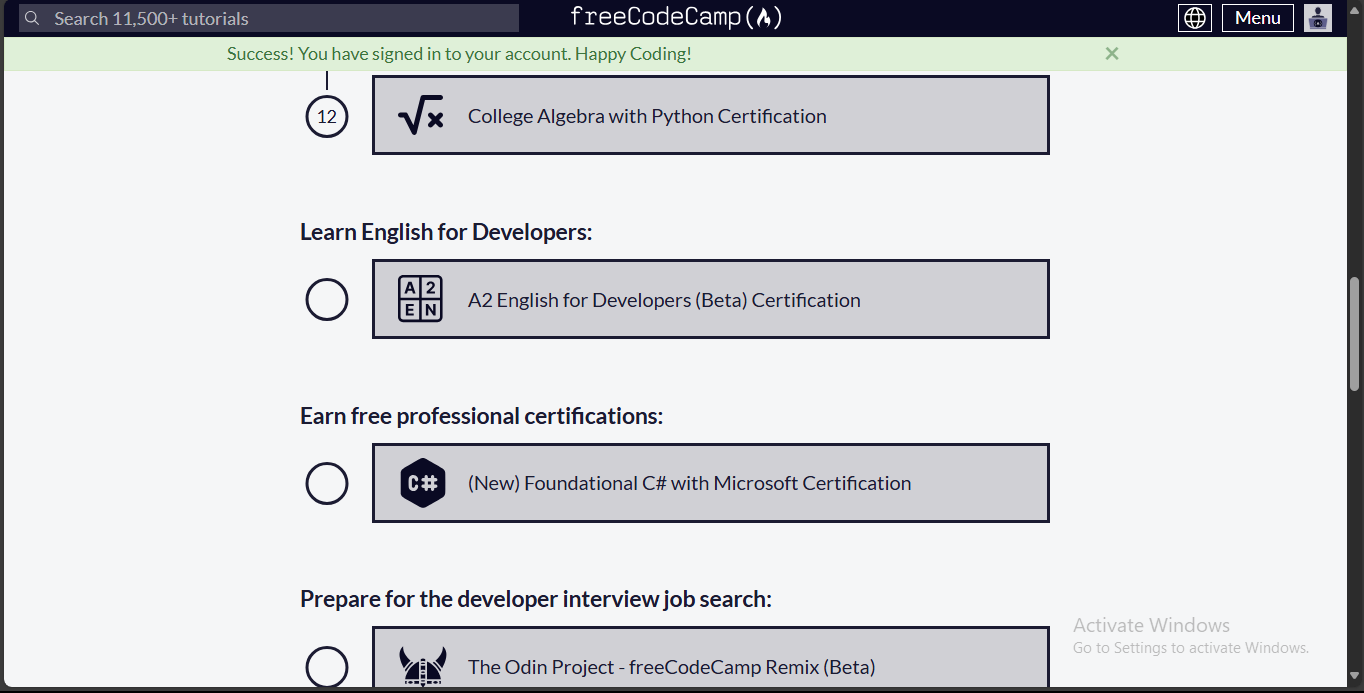 Search 11,500+ tutorials
freeCodeCamp
Menu
Success! You have signed in to your account. Happy Coding!
12
College Algebra with Python Certification
Learn English for Developers:
A 2
E N
A2 English for Developers (Beta) Certification
Earn free professional certifications:
C#
(New) Foundational C# with Microsoft Certification
Prepare for the developer interview job search:
The Odin Project - freeCodeCamp Remix (Beta)
Activate Windows
Go to Settings to activate Windows.